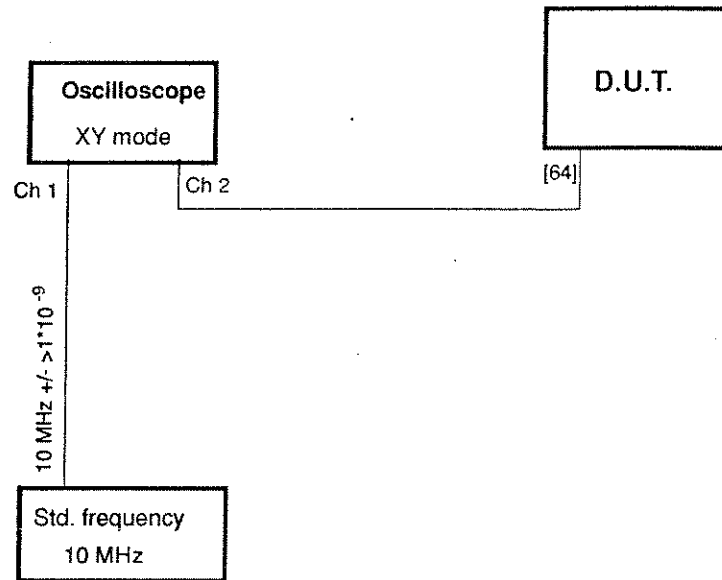 Oscilloscope
XY mode
D.U.T.
Ch 1
Ch 2
[64]
10 MHz +/- >1*10 -9
Std. frequency
10 MHz